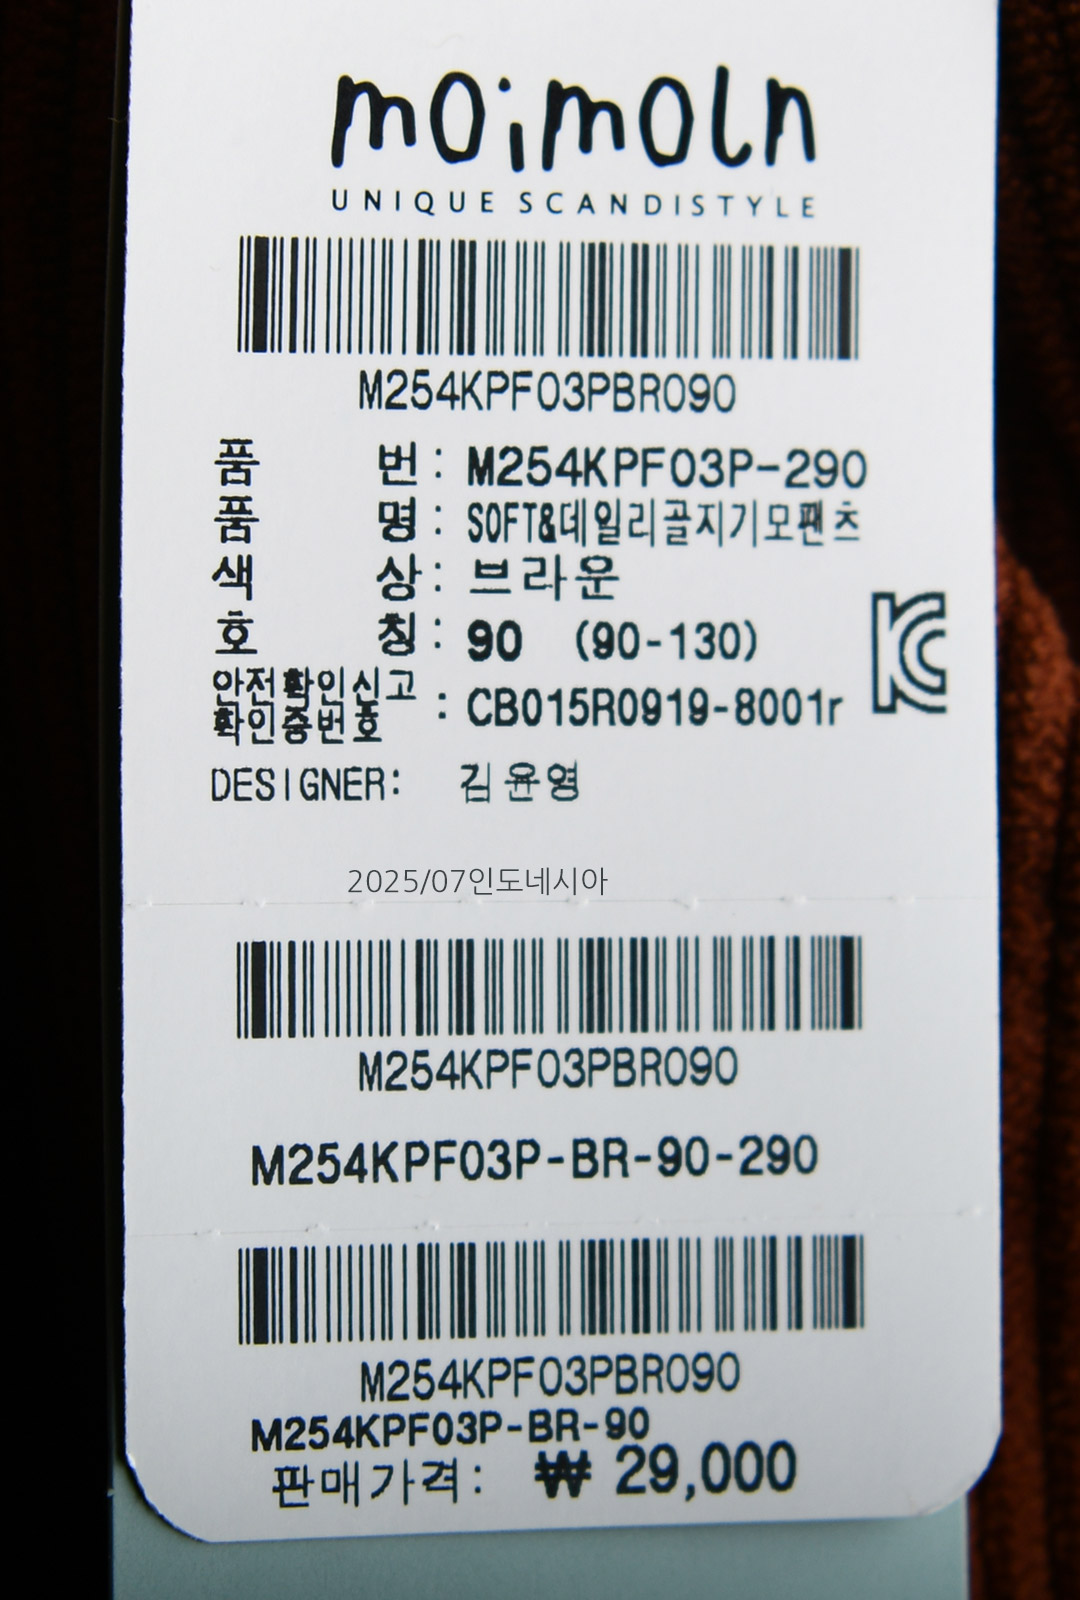 moimoln
UNIQUE SCANDISTYLE
M254KPF03PBR090
품 번 : M254KPF03P-290
품 명 : SOFT&데일리골지기모팬츠
색 상 : 브라운
호 칭 : 90 (90-130)
안전확인신고
확인증번호 : CB015R0919-8001r
DESIGNER: 김윤영
2025/07인도네시아
M254KPF03PBR090
M254KPF03P-BR-90-290
M254KPF03PBR090
M254KPF03P-BR-90
판매가격: ₩ 29,000